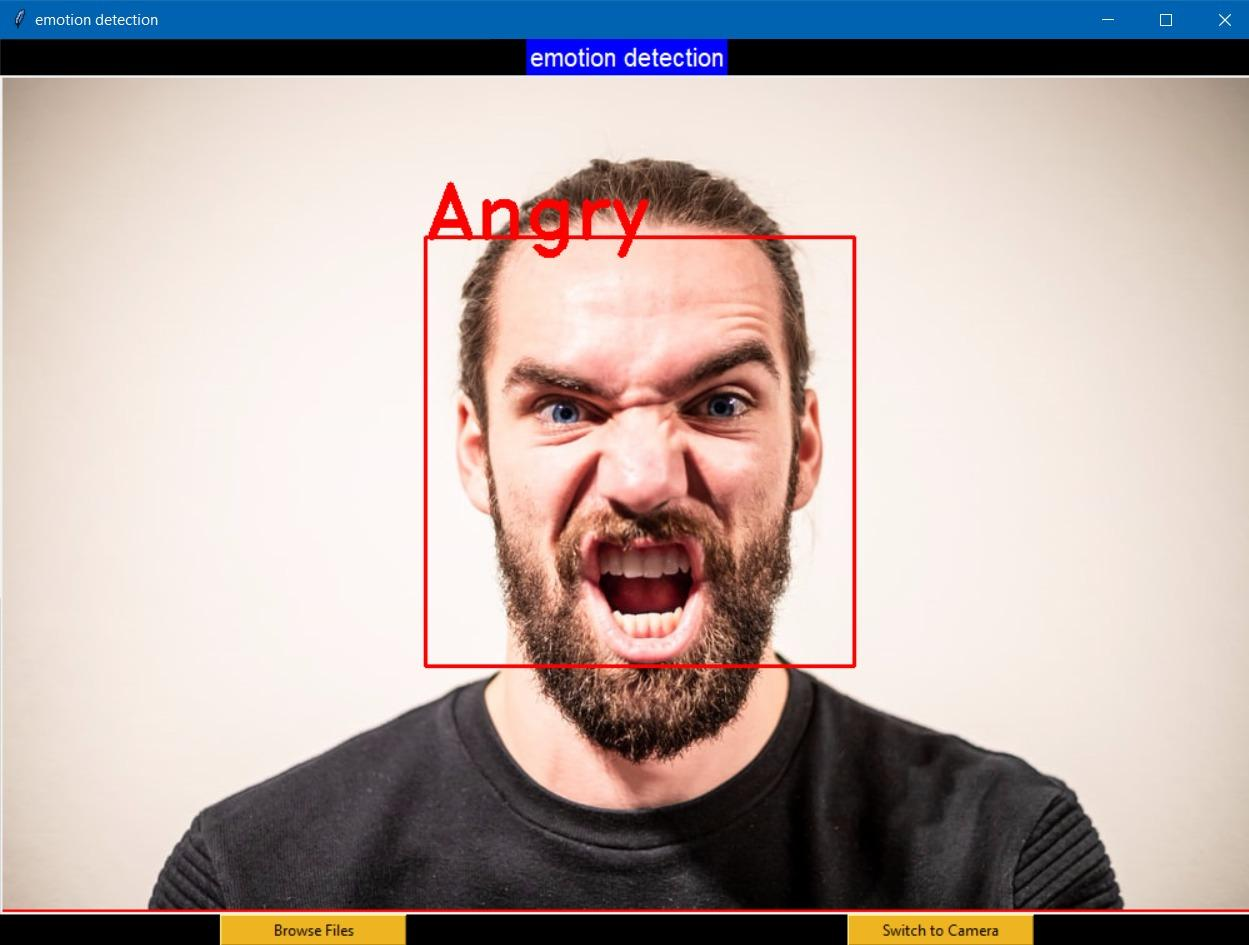 emotion detection
emotion detection
Angry
Browse Files
Switch to Camera